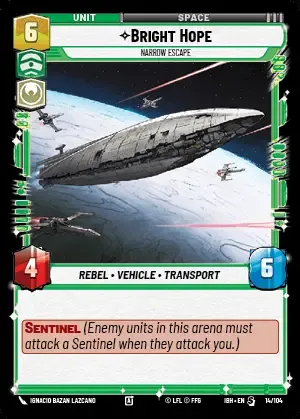 UNIT
SPACE
6
✧BRIGHT HOPE
NARROW ESCAPE
4
REBEL • VEHICLE • TRANSPORT
6
SENTINEL (Enemy units in this arena must
attack a Sentinel when they attack you.)
IGNACIO BAZAN LAZCANO
© LFL © FFG
IBH • EN
14/104